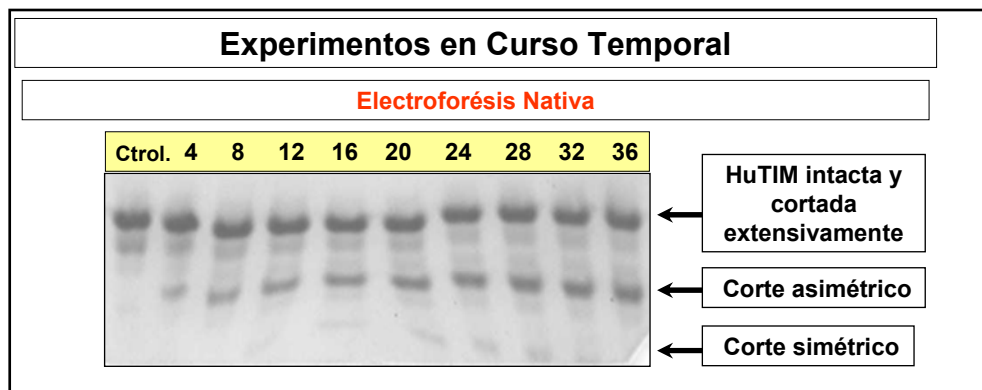 Experimentos en Curso Temporal
Electroforésis Nativa
Ctrol. 4 8 12 16 20 24 28 32 36
HuTIM intacta y
cortada
extensivamente
Corte asimétrico
Corte simétrico